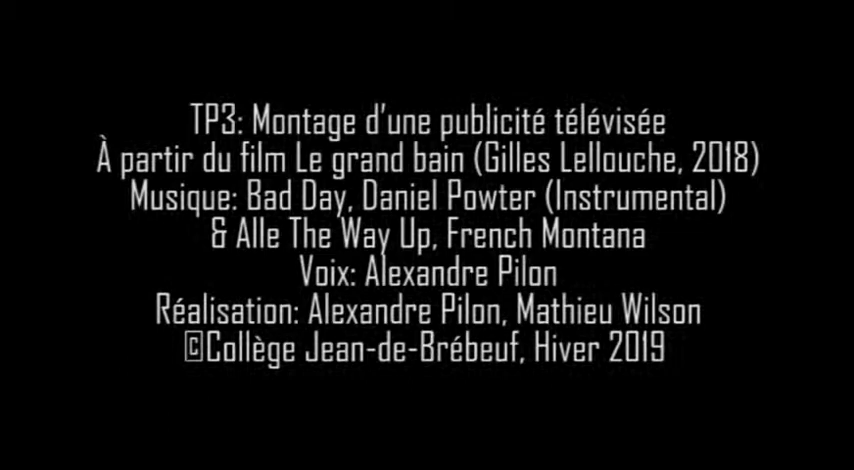 TP3: Montage d'une publicité télévisée
À partir du film Le grand bain (Gilles Lellouche, 2018)
Musique: Bad Day, Daniel Powter (Instrumental)
& Alle The Way Up, French Montana
Voix: Alexandre Pilon
Réalisation: Alexandre Pilon, Mathieu Wilson
©Collège Jean-de-Brébeuf, Hiver 2019